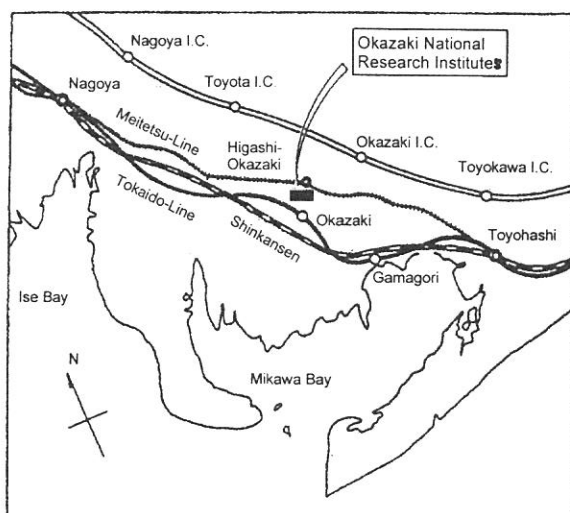 Nagoya I.C.
Okazaki National
Research Institutes
Toyota I.C.
Nagoya
Meitetsu-Line
Higashi-
Okazaki
Okazaki I.C.
Toyokawa I.C.
Tokaido-Line
Shinkansen
Okazaki
Toyohashi
Gamagori
Ise Bay
Mikawa Bay
N